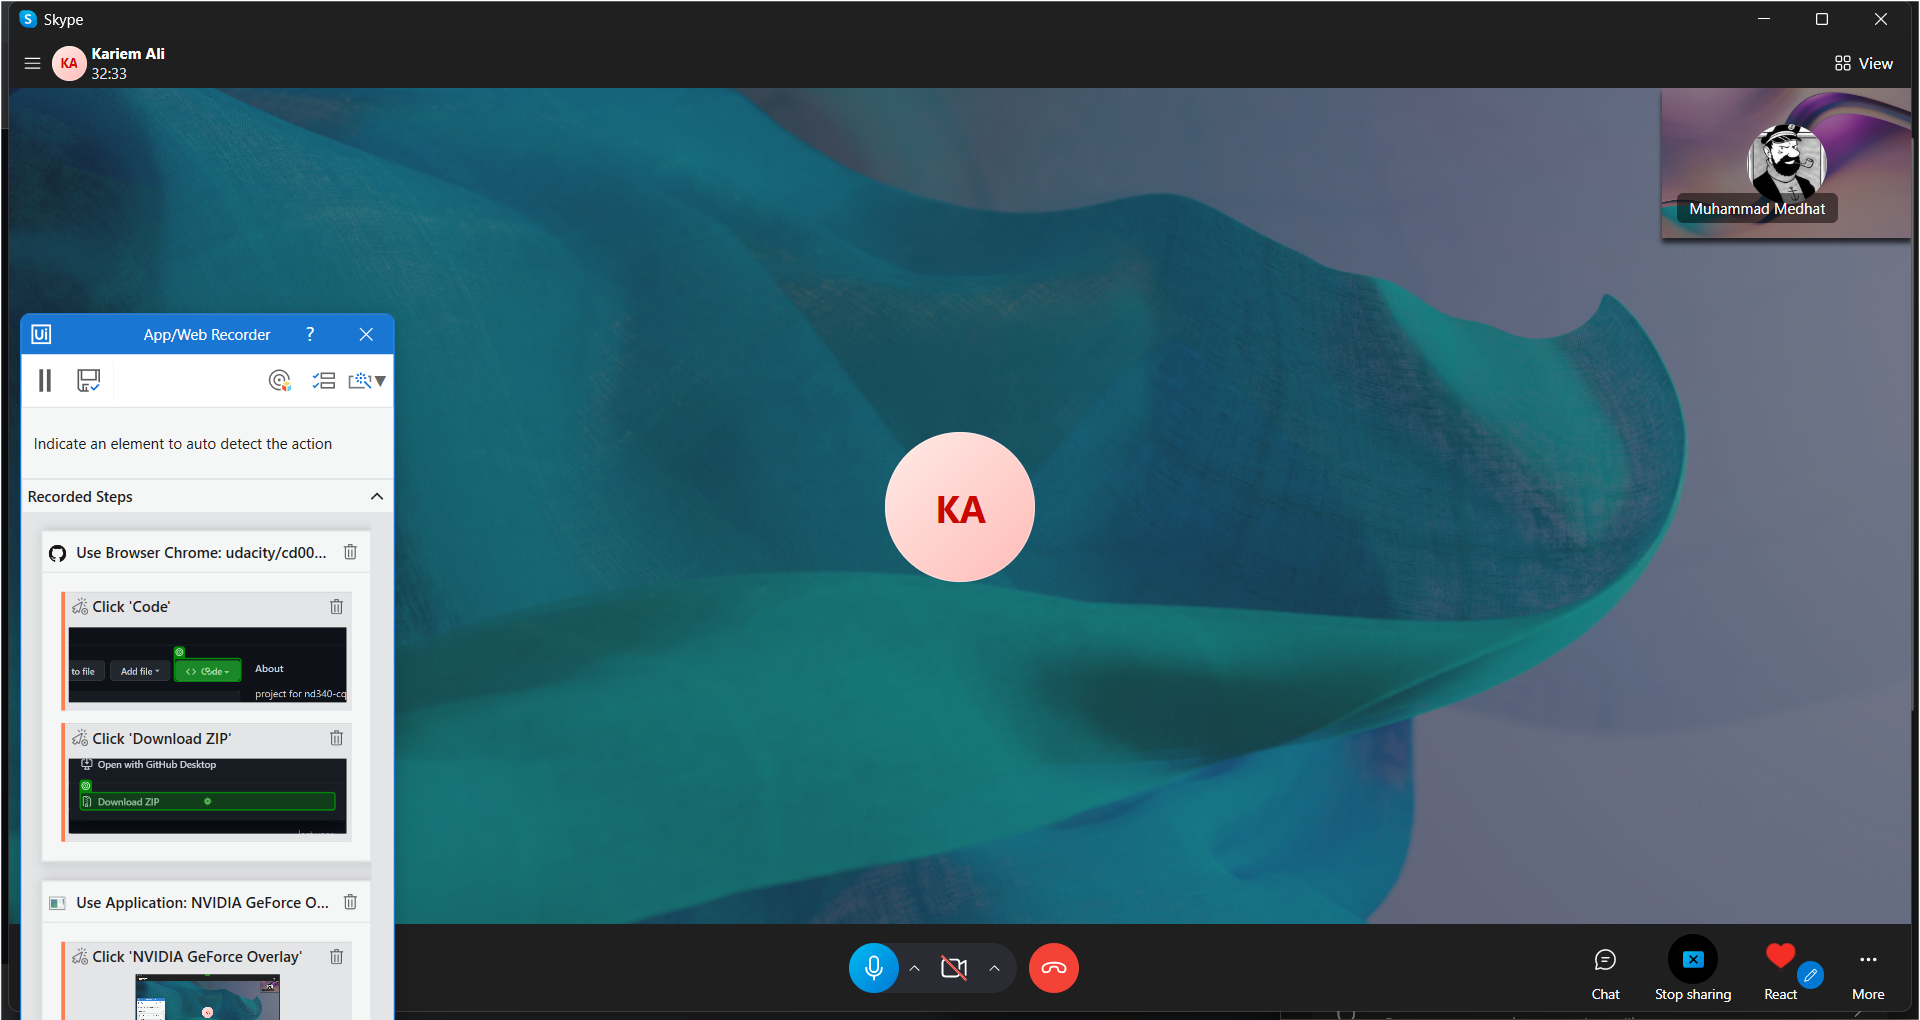 Skype
KA
Kariem Ali
32:33
View
Muhammad Medhat
Ui
App/Web Recorder
?
Indicate an element to auto detect the action
Recorded Steps
Use Browser Chrome: udacity/cd00...
Click 'Code'
to file
Add file
<> Code
About
project for nd340-cq
Click 'Download ZIP'
Open with GitHub Desktop
Download ZIP
Use Application: NVIDIA GeForce O...
Click 'NVIDIA GeForce Overlay'
KA
Chat
Stop sharing
React
More